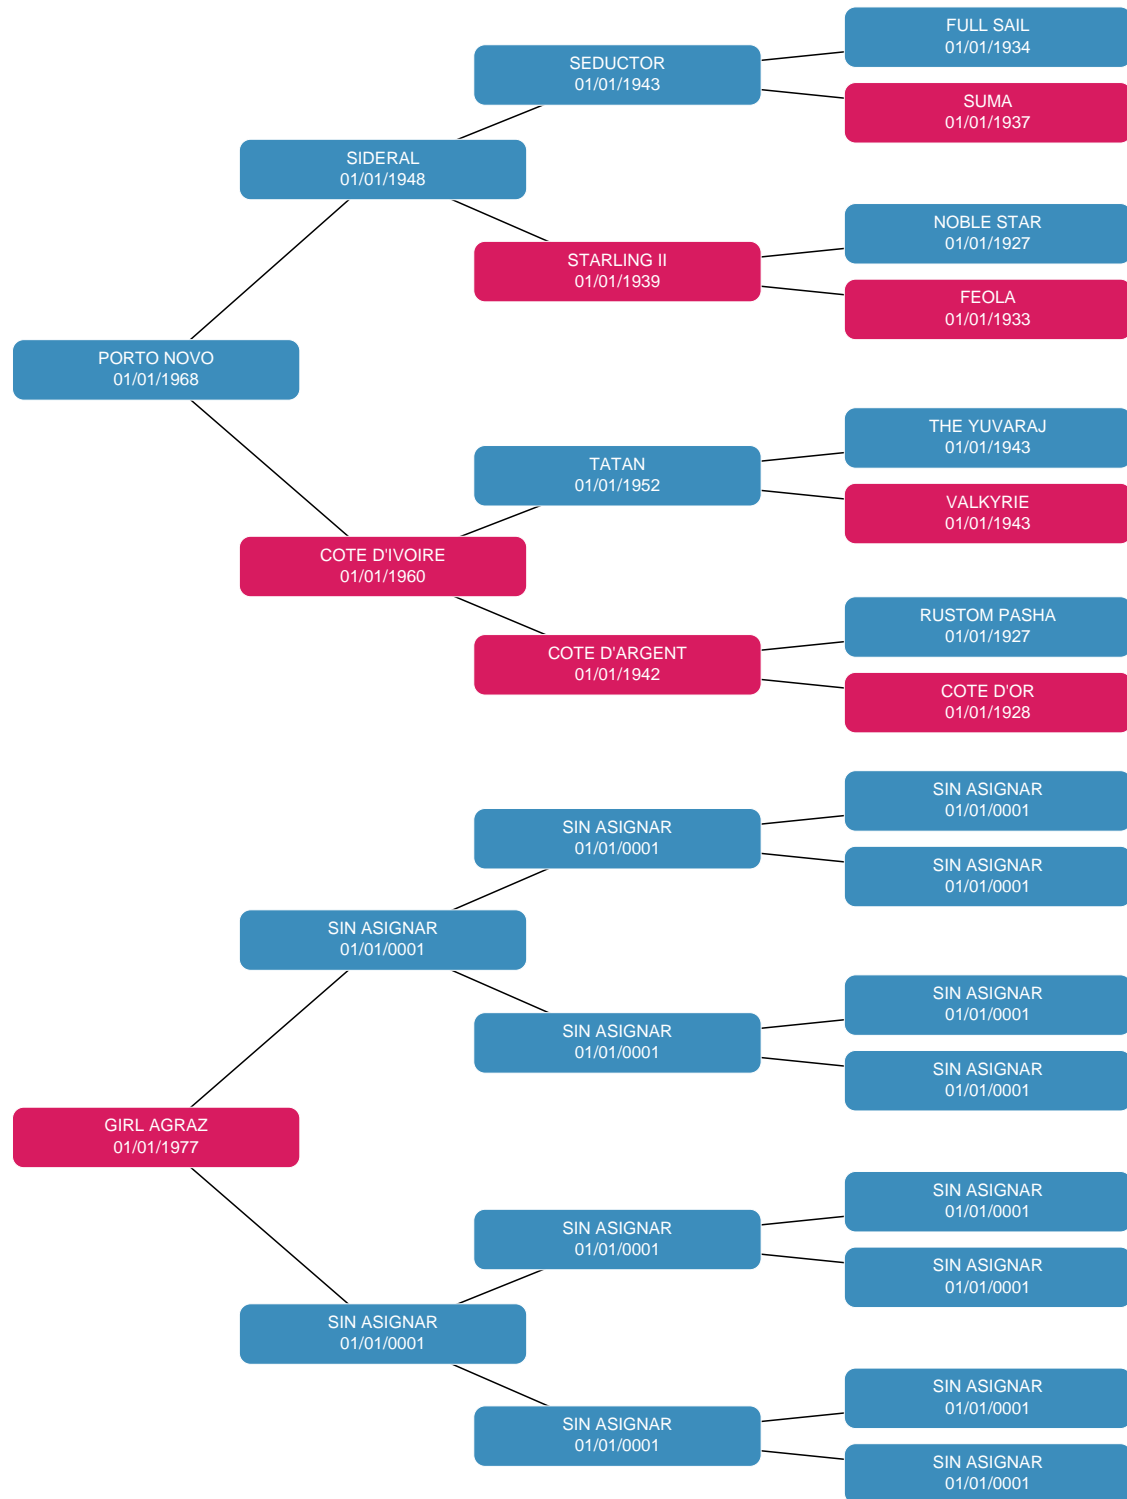 FULL SAIL
01/01/1934
SEDUCTOR
01/01/1943
SUMA
01/01/1937
SIDERAL
01/01/1948
NOBLE STAR
01/01/1927
STARLING II
01/01/1939
FEOLA
01/01/1933
PORTO NOVO
01/01/1968
THE YUVARAJ
01/01/1943
TATAN
01/01/1952
VALKYRIE
01/01/1943
COTE D'IVOIRE
01/01/1960
RUSTOM PASHA
01/01/1927
COTE D'ARGENT
01/01/1942
COTE D'OR
01/01/1928
SIN ASIGNAR
01/01/0001
SIN ASIGNAR
01/01/0001
SIN ASIGNAR
01/01/0001
SIN ASIGNAR
01/01/0001
SIN ASIGNAR
01/01/0001
SIN ASIGNAR
01/01/0001
SIN ASIGNAR
01/01/0001
GIRL AGRAZ
01/01/1977
SIN ASIGNAR
01/01/0001
SIN ASIGNAR
01/01/0001
SIN ASIGNAR
01/01/0001
SIN ASIGNAR
01/01/0001
SIN ASIGNAR
01/01/0001
SIN ASIGNAR
01/01/0001
SIN ASIGNAR
01/01/0001